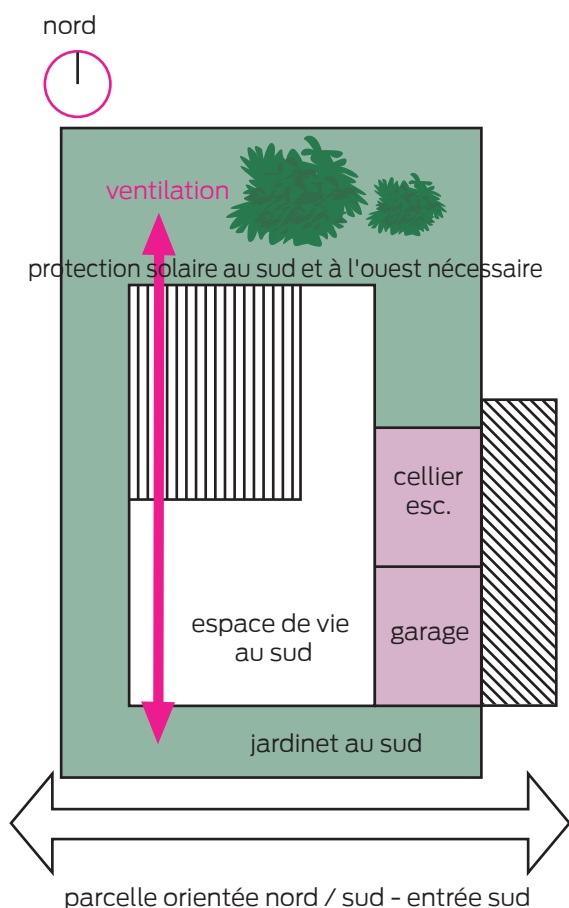 nord
ventilation
protection solaire au sud et à l'ouest nécessaire
cellier
esc.
espace de vie
au sud
garage
jardinet au sud
parcelle orientée nord / sud - entrée sud